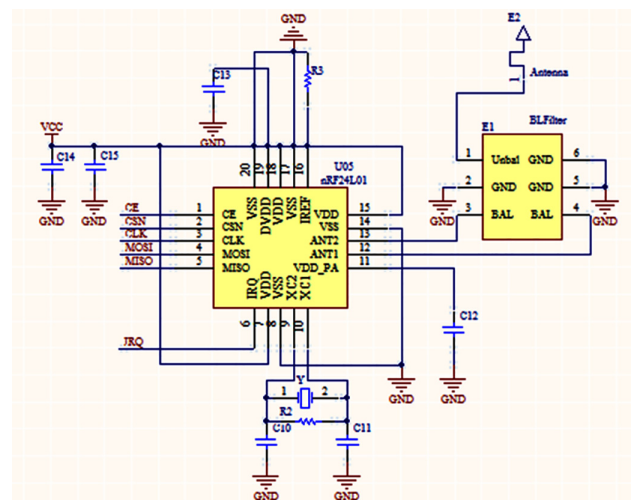 E2
GND
C13
R3
1
Antenna
GND
VCC
E1
BLFilter
C14
C15
U05
nRF24L01
20
19
18
17
16
1
Unbal
GND
6
VSS
DVDD
VDD
VSS
IREF
2
GND
GND
5
GND
GND
CE
1
CE
VDD
15
GND
GND
CSN
2
CSN
VSS
14
3
BAL
BAL
4
CLK
3
CLK
ANT2
13
MOSI
4
MOSI
ANT1
12
MISO
5
MISO
VDD_PA
11
IRQ
VDD
VSS
XC2
XC1
6
7
8
9
10
C12
IRQ
Y
1
2
GND
GND
R2
C10
C11
GND
GND